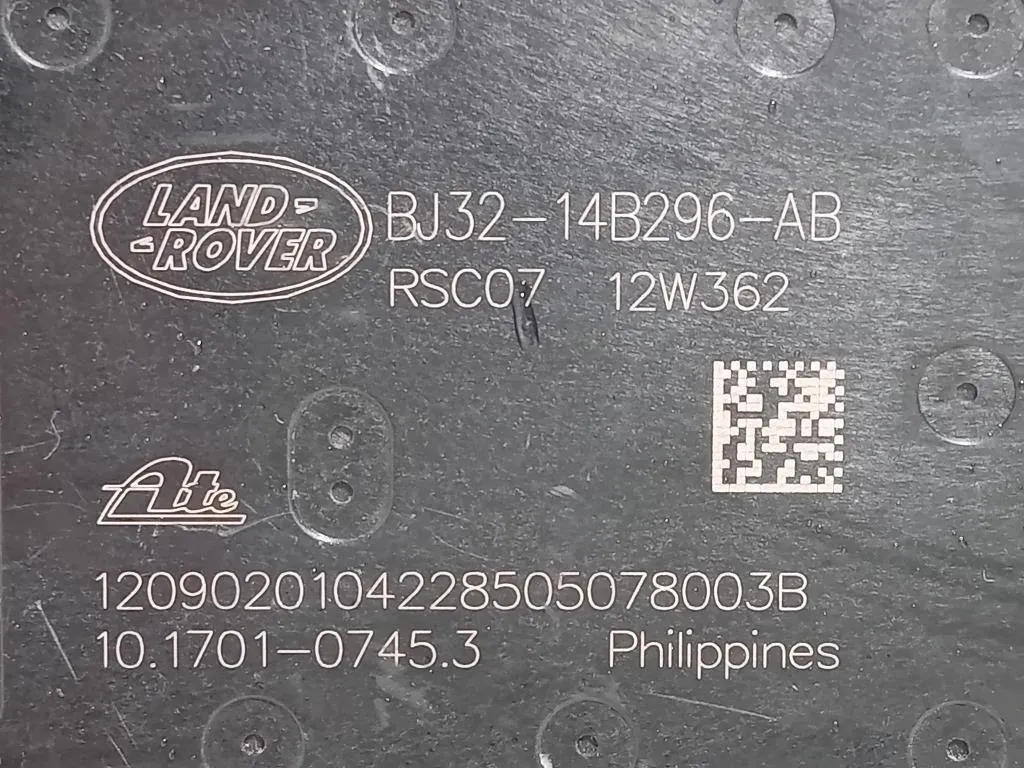 LAND-
-ROVER
BJ32-14B296-AB
RSC07 12W362
Ate
1209020104228505078003B
10.1701-0745.3 Philippines